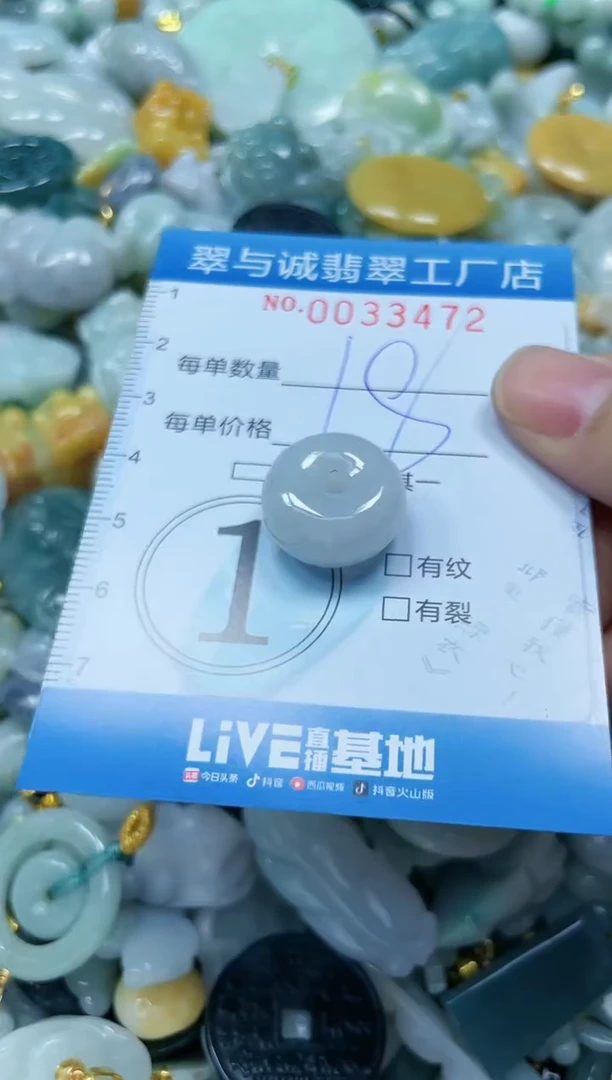 翠与诚翡翠工厂店
NO.0033472
1
2
每单数量
18
3
每单价格
4
其一
1
5
□有纹
6
□有裂
7
LiVE直播基地
今日头条 抖音 西瓜视频 抖音火山版